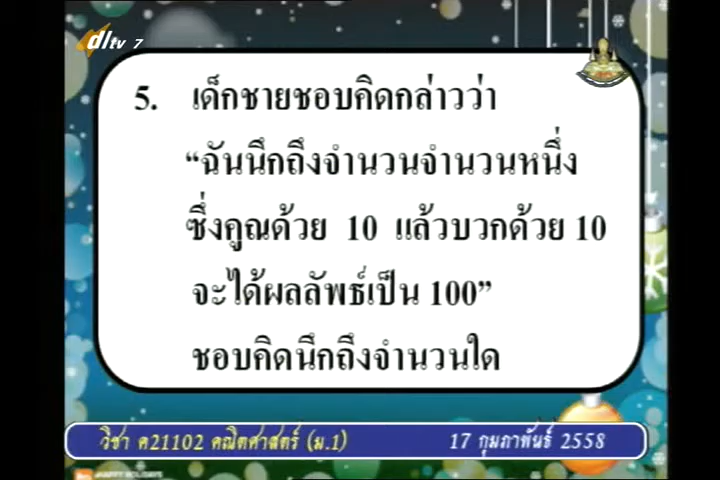 dltv 7
5. เด็กชายชอบคิดกล่าวว่า
“ฉันนึกถึงจำนวนจำนวนหนึ่ง
ซึ่งคูณด้วย 10 แล้วบวกด้วย 10
จะได้ผลลัพธ์เป็น 100”
ชอบคิดนึกถึงจำนวนใด
วิชา ค21102 คณิตศาสตร์ (ม.1) 17 กุมภาพันธ์ 2558
HAPPY HOLIDAYS